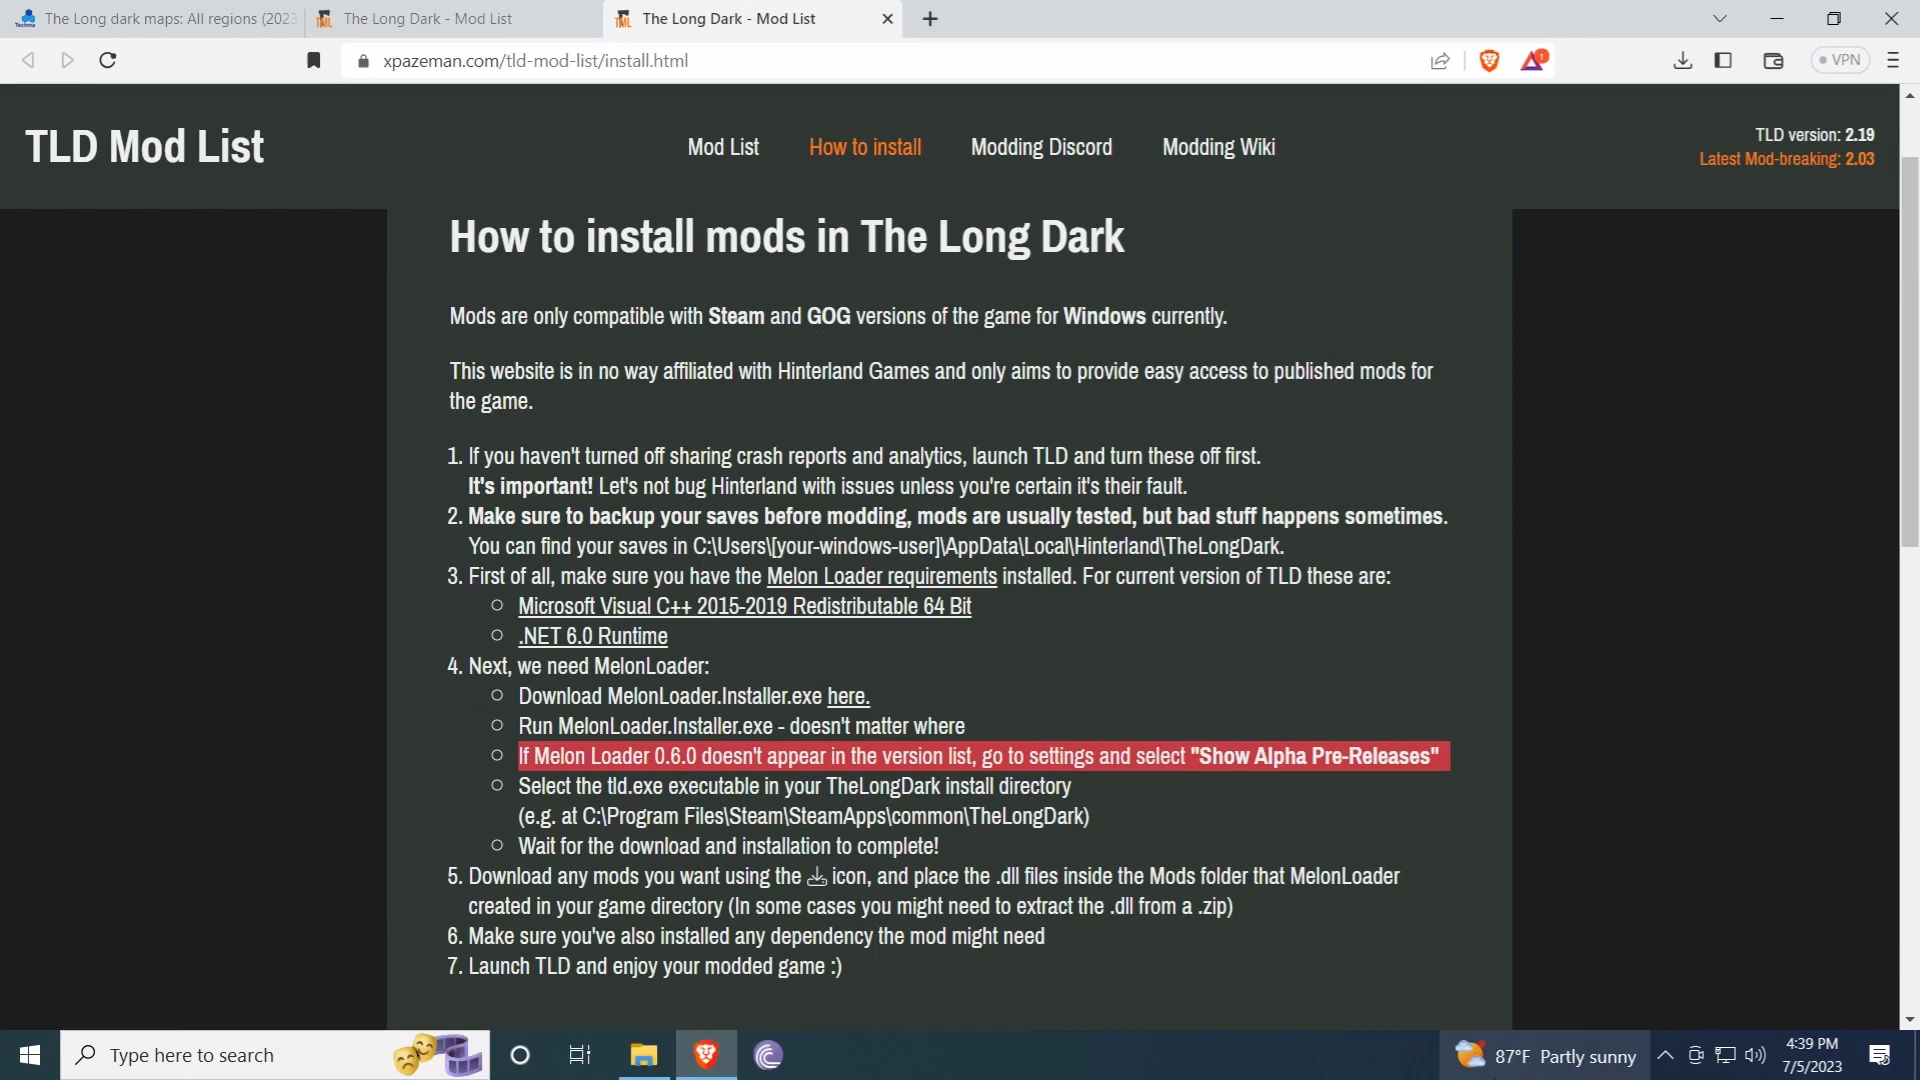 The Long dark maps: All regions (2023
The Long Dark - Mod List
The Long Dark - Mod List
xpazeman.com/tld-mod-list/install.html
1
VPN
TLD Mod List
Mod List
How to install
Modding Discord
Modding Wiki
TLD version: 2.19
Latest Mod-breaking: 2.03
How to install mods in The Long Dark
Mods are only compatible with Steam and GOG versions of the game for Windows currently.
This website is in no way affiliated with Hinterland Games and only aims to provide easy access to published mods for
the game.
1. If you haven't turned off sharing crash reports and analytics, launch TLD and turn these off first.
It's important! Let's not bug Hinterland with issues unless you're certain it's their fault.
2. Make sure to backup your saves before modding, mods are usually tested, but bad stuff happens sometimes.
You can find your saves in C:\Users\[your-windows-user]\AppData\Local\Hinterland\TheLongDark.
3. First of all, make sure you have the Melon Loader requirements installed. For current version of TLD these are:
Microsoft Visual C++ 2015-2019 Redistributable 64 Bit
.NET 6.0 Runtime
4. Next, we need MelonLoader:
Download MelonLoader.Installer.exe here.
Run MelonLoader.Installer.exe - doesn't matter where
If Melon Loader 0.6.0 doesn't appear in the version list, go to settings and select "Show Alpha Pre-Releases"
Select the tld.exe executable in your TheLongDark install directory
(e.g. at C:\Program Files\Steam\SteamApps\common\TheLongDark)
Wait for the download and installation to complete!
5. Download any mods you want using the icon, and place the .dll files inside the Mods folder that MelonLoader
created in your game directory (In some cases you might need to extract the .dll from a .zip)
6. Make sure you've also installed any dependency the mod might need
7. Launch TLD and enjoy your modded game :)
Type here to search
87°F Partly sunny
4:39 PM
7/5/2023